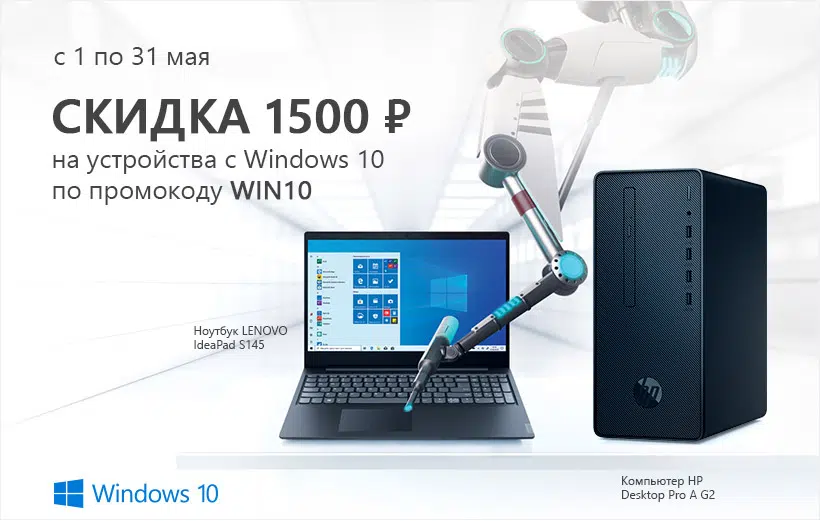 с 1 по 31 мая
СКИДКА 1500 ₽
на устройства с Windows 10
по промокоду WIN10
Ноутбук LENOVO
IdeaPad S145
hp
Компьютер HP
Desktop Pro A G2
Windows 10